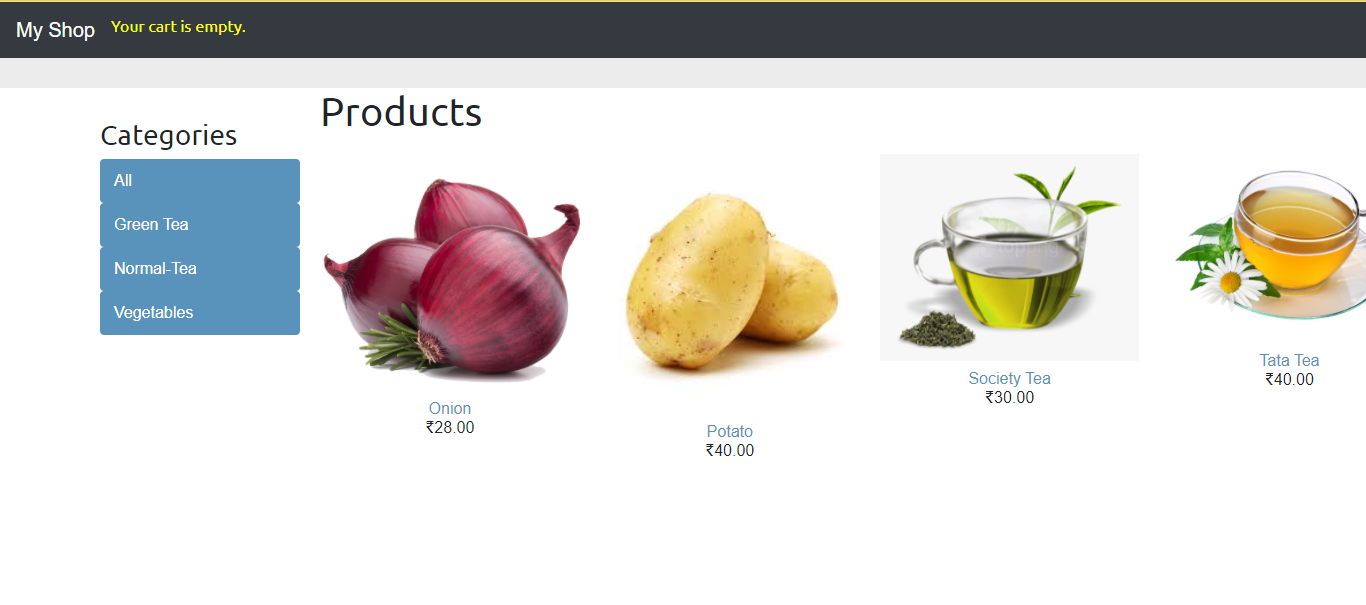 My Shop
Your cart is empty.
Products
Categories
All
Green Tea
Normal-Tea
Vegetables
Onion
₹28.00
Potato
₹40.00
Society Tea
₹30.00
Tata Tea
₹40.00